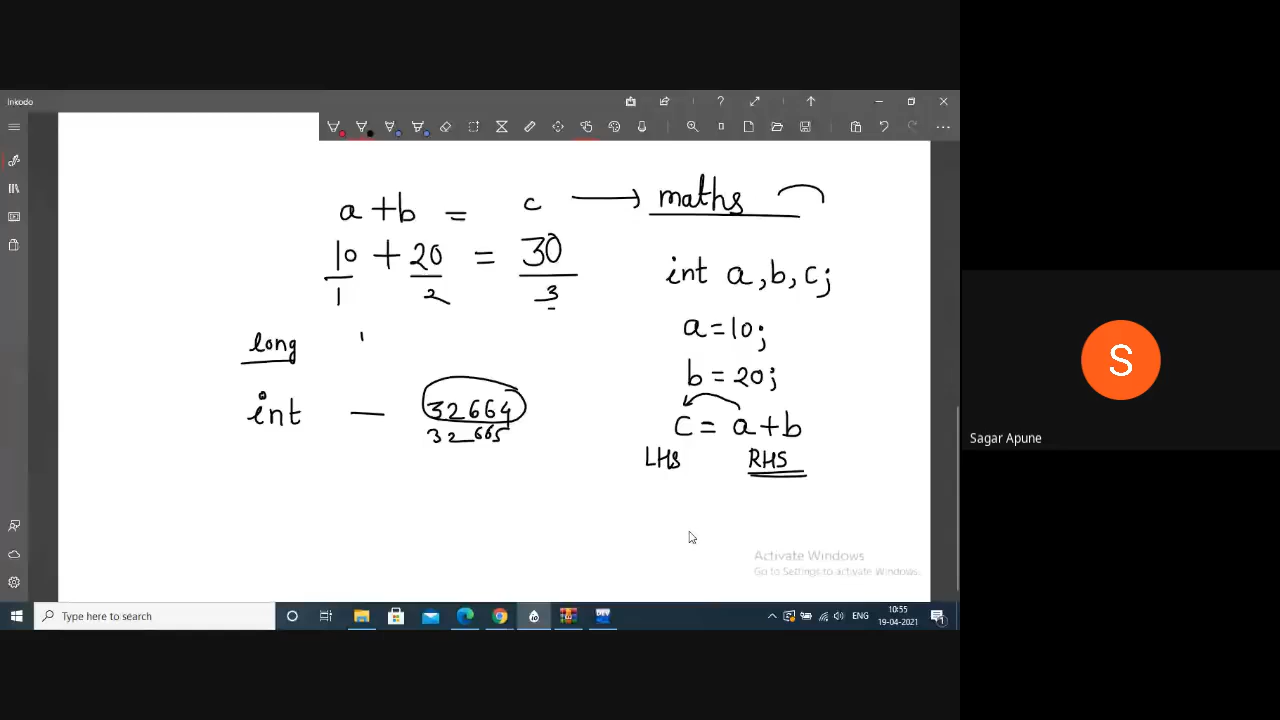 Inkodo
a + b = c → maths
10 + 20 = 30
1 2 3
int a, b, c;
a = 10;
b = 20;
c = a + b
LHS RHS
long
int — 32664
32665
Sagar Apune
S
Activate Windows
Go to Settings to activate Windows.
Type here to search
ENG
10:55
19-04-2021
1